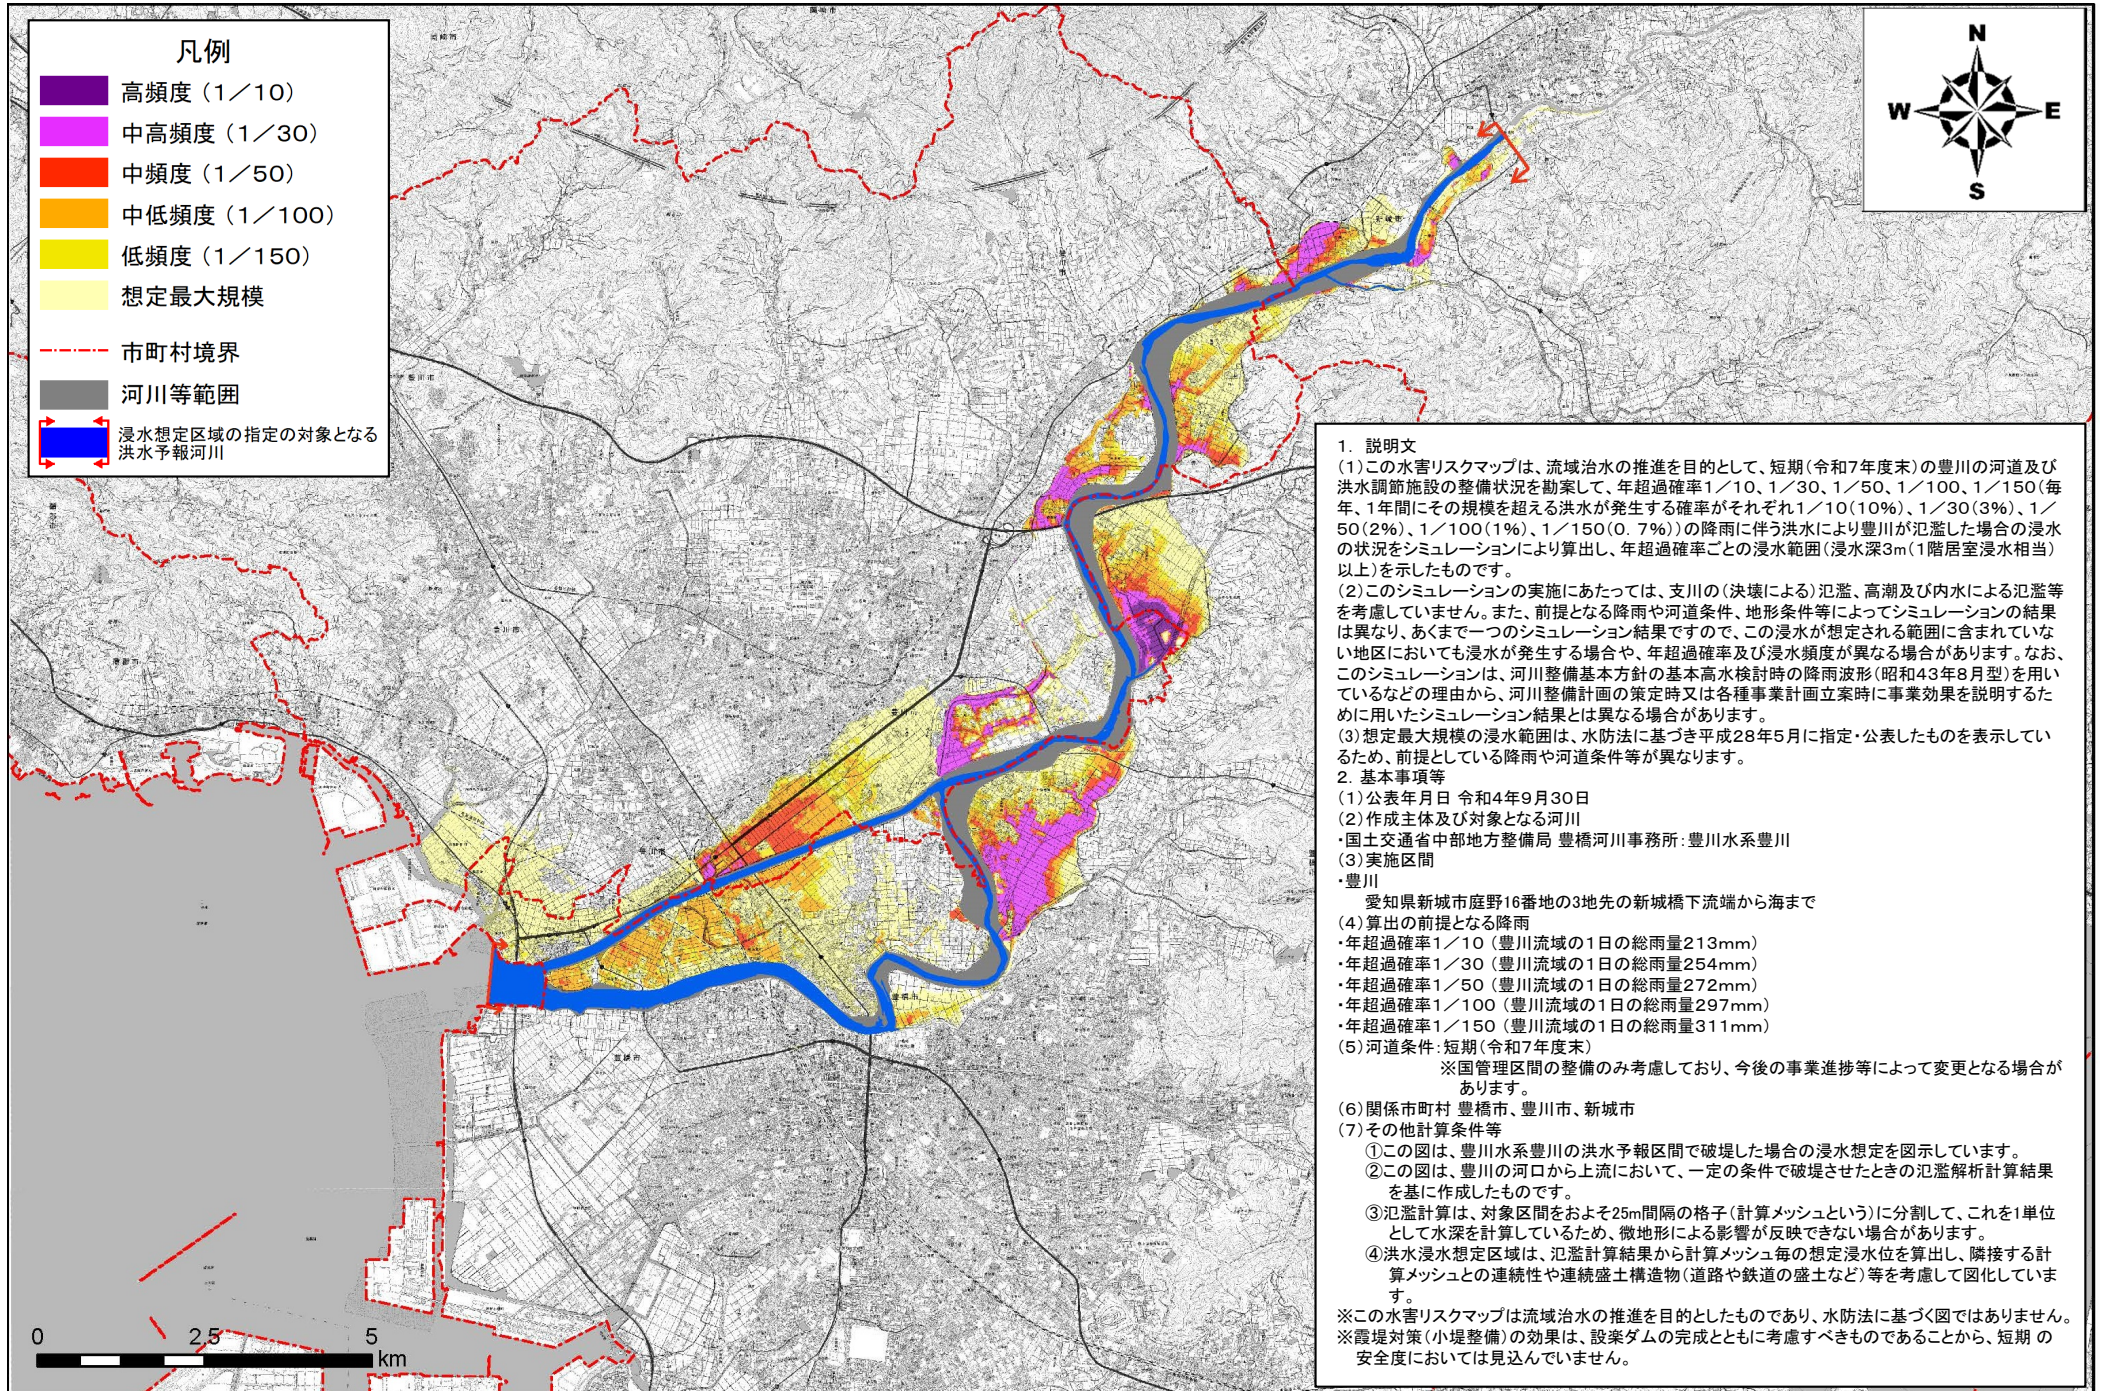 凡例
高頻度（1／10）
中高頻度（1／30）
中頻度（1／50）
中低頻度（1／100）
低頻度（1／150）
想定最大規模
市町村境界
河川等範囲
浸水想定区域の指定の対象となる
洪水予報河川
N
W
E
S
1．説明文
（1）この水害リスクマップは、流域治水の推進を目的として、短期（令和7年度末）の豊川の河道及び
洪水調節施設の整備状況を勘案して、年超過確率1／10、1／30、1／50、1／100、1／150（毎
年、1年間にその規模を超える洪水が発生する確率がそれぞれ1／10（10%）、1／30（3%）、1／
50（2%）、1／100（1%）、1／150（0．7%））の降雨に伴う洪水により豊川が氾濫した場合の浸水
の状況をシミュレーションにより算出し、年超過確率ごとの浸水範囲（浸水深3m（1階居室浸水相当）
以上）を示したものです。
（2）このシミュレーションの実施にあたっては、支川の（決壊による）氾濫、高潮及び内水による氾濫等
を考慮していません。また、前提となる降雨や河道条件、地形条件等によってシミュレーションの結果
は異なり、あくまで一つのシミュレーション結果ですので、この浸水が想定される範囲に含まれていな
い地区においても浸水が発生する場合や、年超過確率及び浸水頻度が異なる場合があります。なお、
このシミュレーションは、河川整備基本方針の基本高水検討時の降雨波形（昭和43年8月型）を用い
ているなどの理由から、河川整備計画の策定時又は各種事業計画立案時に事業効果を説明するた
めに用いたシミュレーション結果とは異なる場合があります。
（3）想定最大規模の浸水範囲は、水防法に基づき平成28年5月に指定・公表したものを表示してい
るため、前提としている降雨や河道条件等が異なります。
2．基本事項等
（1）公表年月日 令和4年9月30日
（2）作成主体及び対象となる河川
・国土交通省中部地方整備局 豊橋河川事務所：豊川水系豊川
（3）実施区間
・豊川
愛知県新城市庭野16番地の3地先の新城橋下流端から海まで
（4）算出の前提となる降雨
・年超過確率1／10（豊川流域の1日の総雨量213mm）
・年超過確率1／30（豊川流域の1日の総雨量254mm）
・年超過確率1／50（豊川流域の1日の総雨量272mm）
・年超過確率1／100（豊川流域の1日の総雨量297mm）
・年超過確率1／150（豊川流域の1日の総雨量311mm）
（5）河道条件：短期（令和7年度末）
※国管理区間の整備のみ考慮しており、今後の事業進捗等によって変更となる場合が
あります。
（6）関係市町村 豊橋市、豊川市、新城市
（7）その他計算条件等
①この図は、豊川水系豊川の洪水予報区間で破堤した場合の浸水想定を図示しています。
②この図は、豊川の河口から上流において、一定の条件で破堤させたときの氾濫解析計算結果
を基に作成したものです。
③氾濫計算は、対象区間をおよそ25m間隔の格子（計算メッシュという）に分割して、これを1単位
として水深を計算しているため、微地形による影響が反映できない場合があります。
④洪水浸水想定区域は、氾濫計算結果から計算メッシュ毎の想定浸水位を算出し、隣接する計
算メッシュとの連続性や連続盛土構造物（道路や鉄道の盛土など）等を考慮して図化していま
す。
※この水害リスクマップは流域治水の推進を目的としたものであり、水防法に基づく図ではありません。
※霞堤対策（小堤整備）の効果は、設楽ダムの完成とともに考慮すべきものであることから、短期 の
安全度においては見込んでいません。
0 2.5 5
km